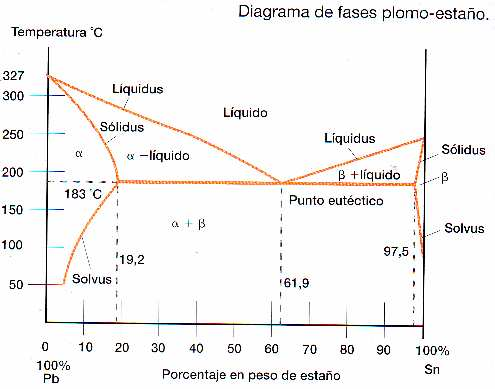 Diagrama de fases plomo-estaño.
Temperatura °C
327
300
250
200
183 °C
150
100
50
Líquidus
Líquido
Sólidus
α
α –líquido
Líquidus
Sólidus
β + líquido
β
Punto eutéctico
α + β
Solvus
19,2
61,9
97,5
Solvus
0 10 20 30 40 50 60 70 80 90 100%
100%
Pb
Porcentaje en peso de estaño
Sn